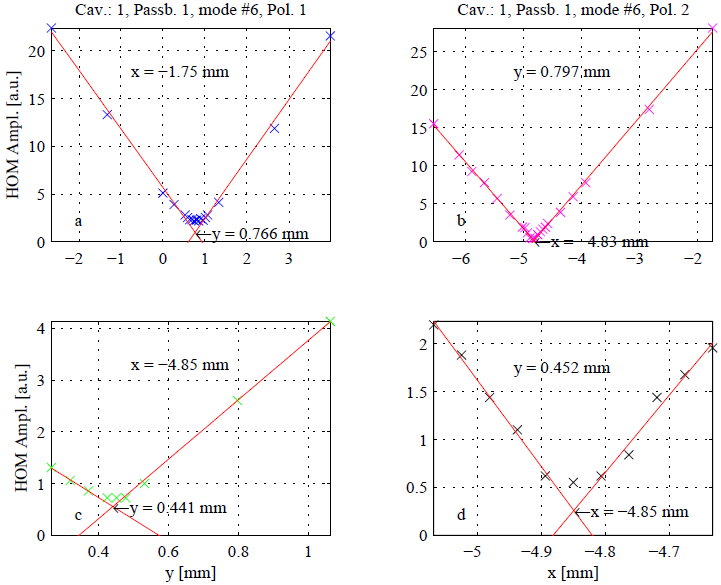 Cav.: 1, Passb. 1, mode #6, Pol. 1
Cav.: 1, Passb. 1, mode #6, Pol. 2
HOM Ampl. [a.u.]
20
15
10
5
0
x = −1.75 mm
a
←y = 0.766 mm
−2 −1 0 1 2 3
25
20
15
10
5
0
y = 0.797 mm
b
←x = −4.83 mm
−6 −5 −4 −3 −2
HOM Ampl. [a.u.]
4
3
2
1
0
x = −4.85 mm
c
←y = 0.441 mm
0.4 0.6 0.8 1
y [mm]
2
1.5
1
0.5
0
y = 0.452 mm
d
←x = −4.85 mm
−5 −4.9 −4.8 −4.7
x [mm]